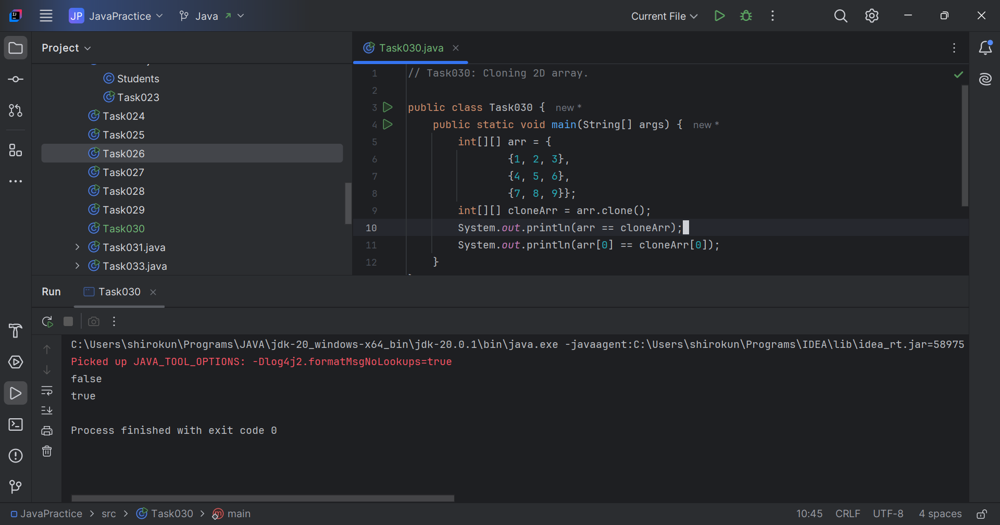 JP JavaPractice Java Current File
Project
Students
Task023
Task024
Task025
Task026
Task027
Task028
Task029
Task030
Task031.java
Task033.java
Task030.java
1 // Task030: Cloning 2D array.
2
3 public class Task030 { new *
4 public static void main(String[] args) { new *
5 int[][] arr = {
6 {1, 2, 3},
7 {4, 5, 6},
8 {7, 8, 9}};
9 int[][] cloneArr = arr.clone();
10 System.out.println(arr == cloneArr);
11 System.out.println(arr[0] == cloneArr[0]);
12 }
Run Task030
C:\Users\shirokun\Programs\JAVA\jdk-20_windows-x64_bin\jdk-20.0.1\bin\java.exe -javaagent:C:\Users\shirokun\Programs\IDEA\lib\idea_rt.jar=58975
Picked up JAVA_TOOL_OPTIONS: -Dlog4j2.formatMsgNoLookups=true
false
true
Process finished with exit code 0
JavaPractice > src > Task030 > main 10:45 CRLF UTF-8 4 spaces